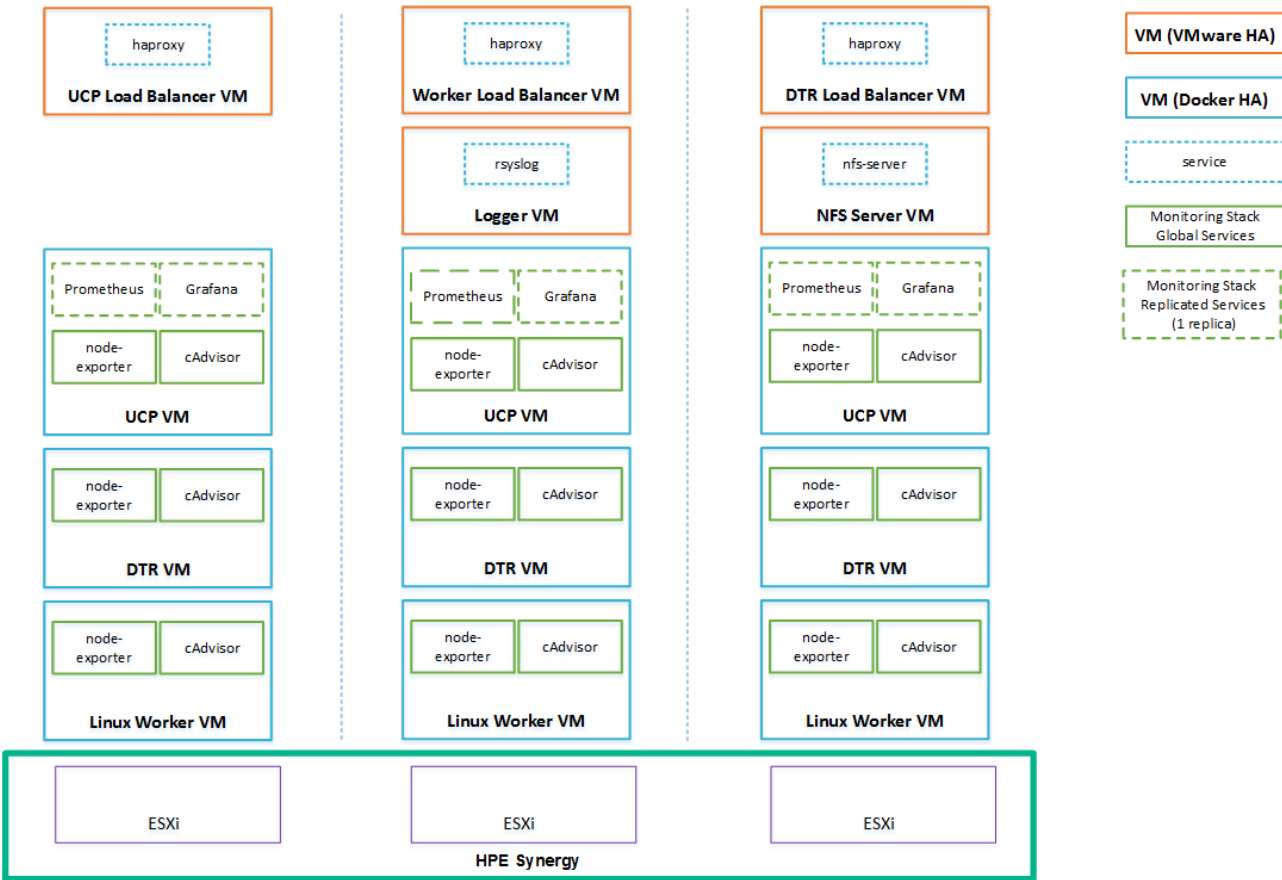 haproxy
UCP Load Balancer VM
haproxy
Worker Load Balancer VM
haproxy
DTR Load Balancer VM
rsyslog
Logger VM
nfs-server
NFS Server VM
Prometheus
Grafana
node-
exporter
cAdvisor
UCP VM
Prometheus
Grafana
node-
exporter
cAdvisor
UCP VM
Prometheus
Grafana
node-
exporter
cAdvisor
UCP VM
node-
exporter
cAdvisor
DTR VM
node-
exporter
cAdvisor
DTR VM
node-
exporter
cAdvisor
DTR VM
node-
exporter
cAdvisor
Linux Worker VM
node-
exporter
cAdvisor
Linux Worker VM
node-
exporter
cAdvisor
Linux Worker VM
ESXi
ESXi
ESXi
HPE Synergy
VM (VMware HA)
VM (Docker HA)
service
Monitoring Stack
Global Services
Monitoring Stack
Replicated Services
(1 replica)